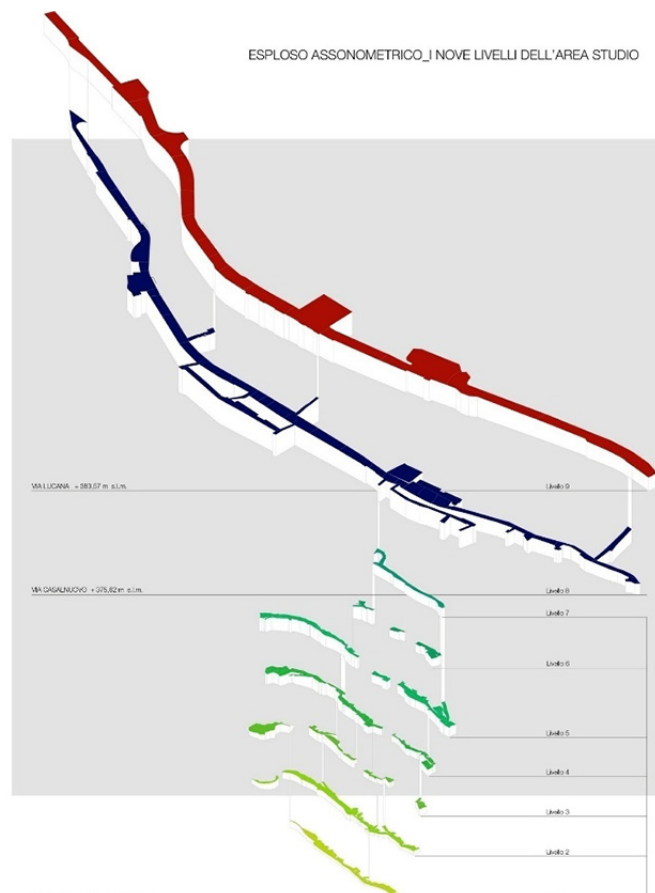 ESPLOSO ASSONOMETRICO_I NOVE LIVELLI DELL'AREA STUDIO
VIA LUCANA + 383,57 m s.l.m.
Livello 9
VIA CASALNUOVO + 375,62 m s.l.m.
Livello 8
Livello 7
Livello 6
Livello 5
Livello 4
Livello 3
Livello 2